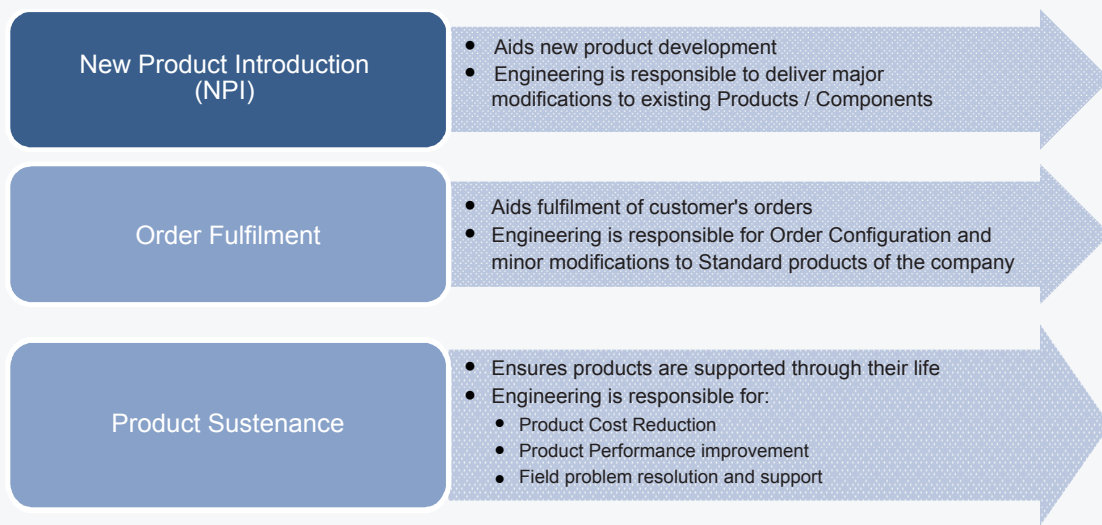 New Product Introduction
(NPI)
• Aids new product development
• Engineering is responsible to deliver major
modifications to existing Products / Components
Order Fulfilment
• Aids fulfilment of customer's orders
• Engineering is responsible for Order Configuration and
minor modifications to Standard products of the company
Product Sustenance
• Ensures products are supported through their life
• Engineering is responsible for:
• Product Cost Reduction
• Product Performance improvement
• Field problem resolution and support